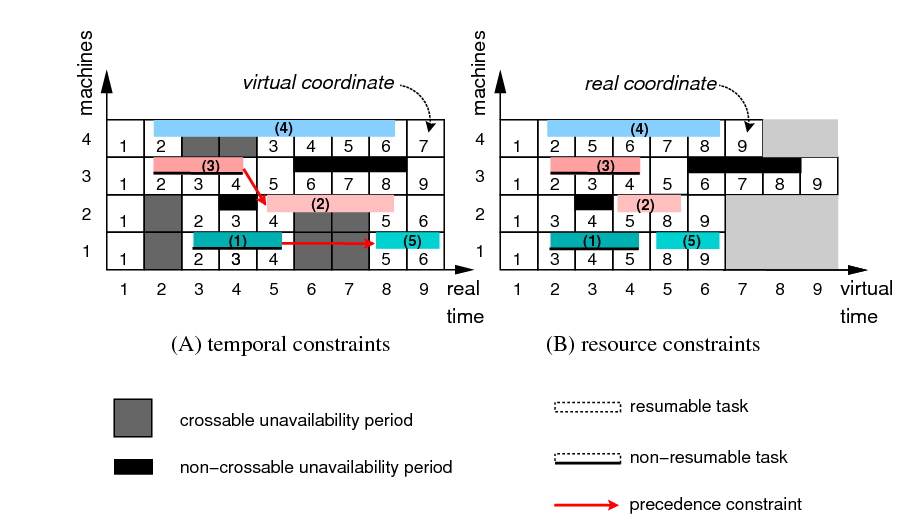 machines
virtual coordinate
4
(4)
1 2 3 4 5 6 7
3
(3)
1 2 3 4 5 6 7 8 9
2
(2)
1 2 3 4 5 6
1
(1) (5)
1 2 3 4 5 6
1 2 3 4 5 6 7 8 9
real time
(A) temporal constraints
machines
real coordinate
4
(4)
1 2 5 6 7 8 9
3
(3)
1 2 3 4 5 6 7 8 9
2
(2)
1 3 4 5 8 9
1
(1) (5)
1 3 4 5 8 9
1 2 3 4 5 6 7 8 9
virtual time
(B) resource constraints
crossable unavailability period
non-crossable unavailability period
resumable task
non-resumable task
precedence constraint